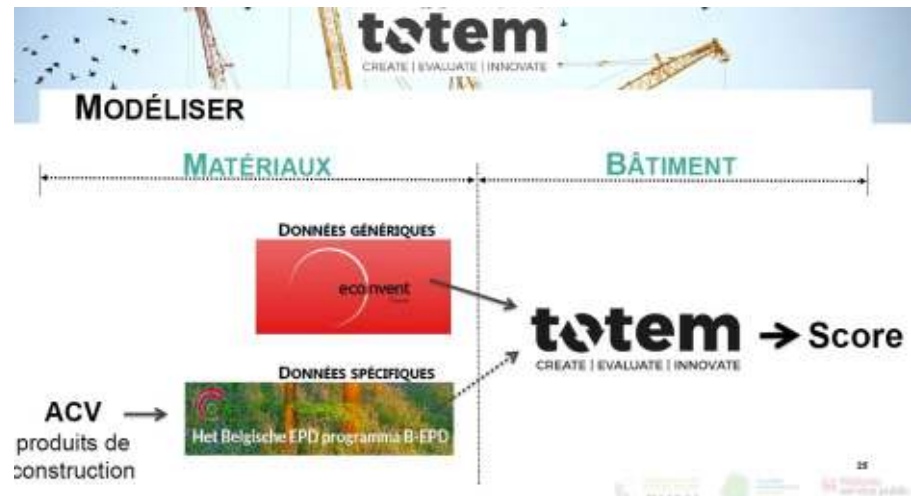 totem
CREATE | EVALUATE | INNOVATE
MODÉLISER
MATÉRIAUX
BÂTIMENT
DONNÉES GÉNÉRIQUES
ecoinvent
totem
CREATE | EVALUATE | INNOVATE
Score
DONNÉES SPÉCIFIQUES
Het Belgische EPD programma B-EPD
ACV
produits de
construction